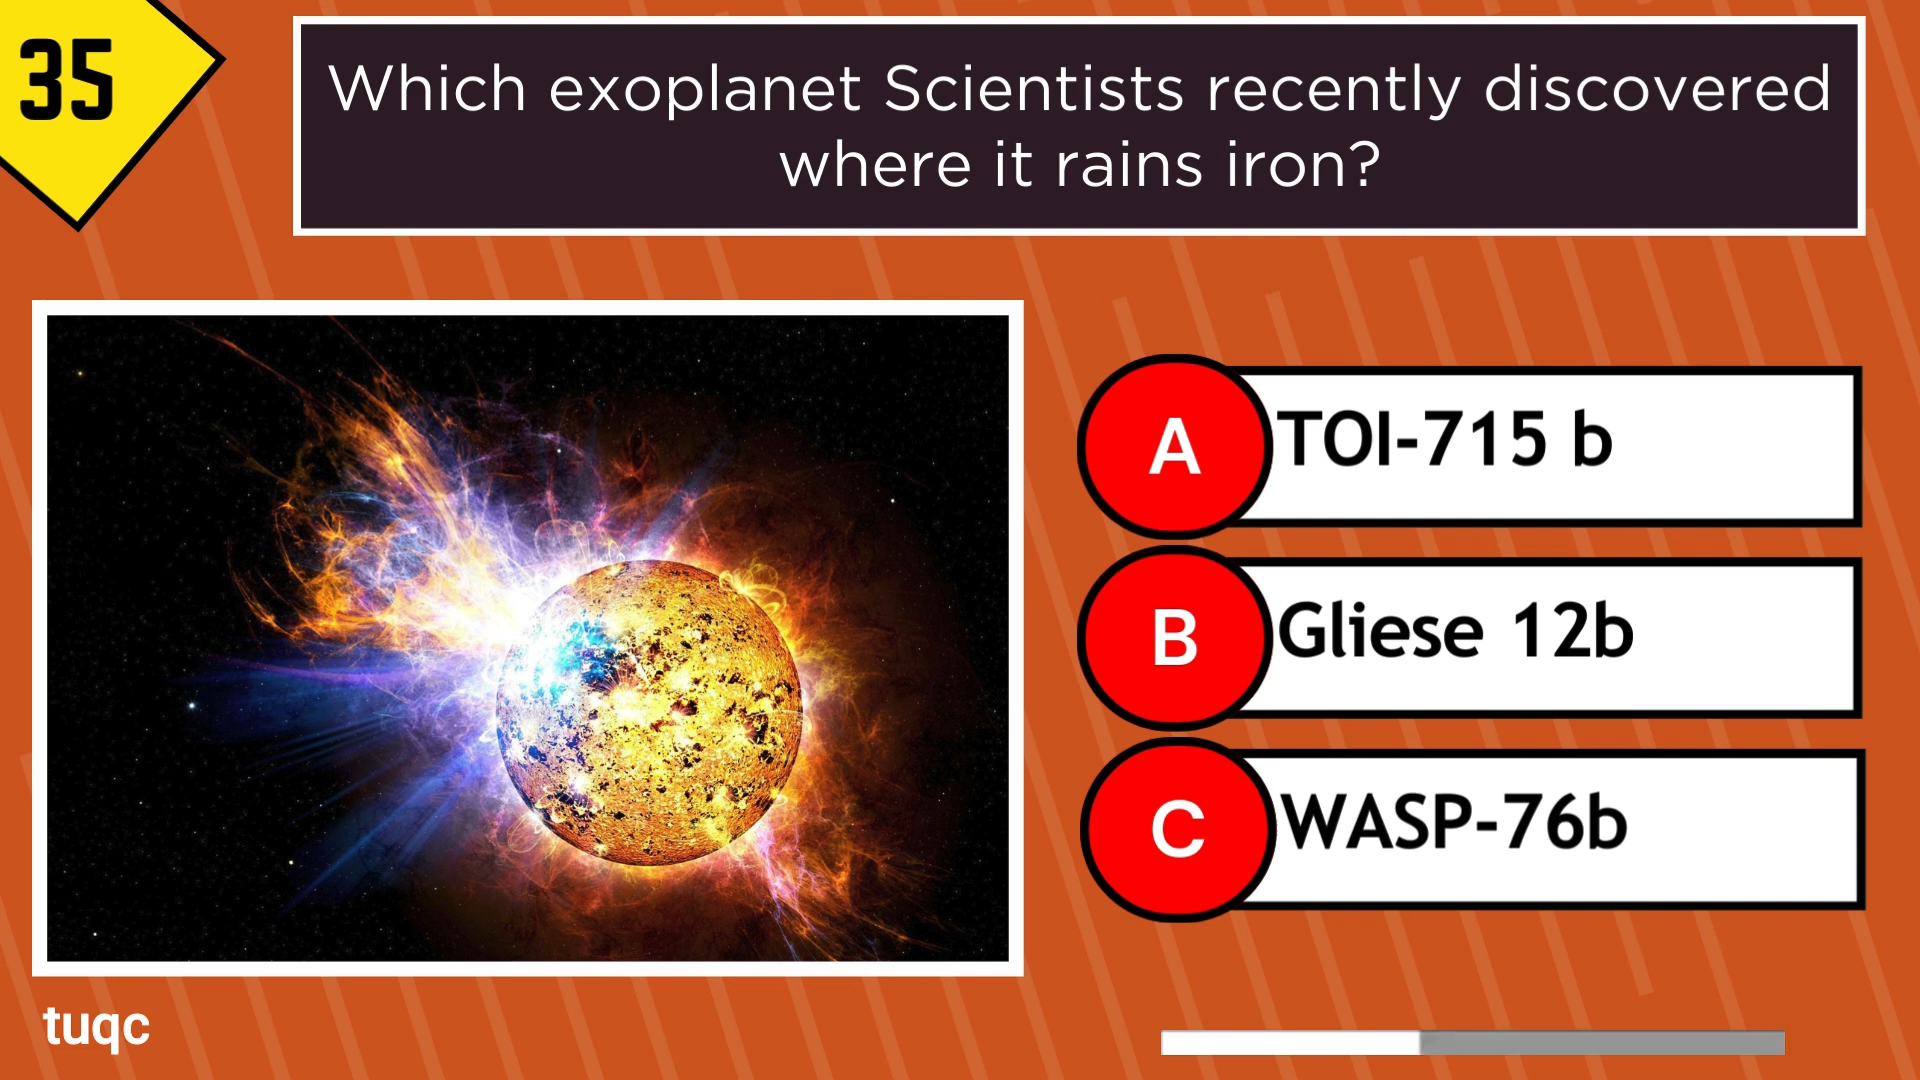 35
Which exoplanet Scientists recently discovered
where it rains iron?
A TOI-715 b
B Gliese 12b
C WASP-76b
tuqc